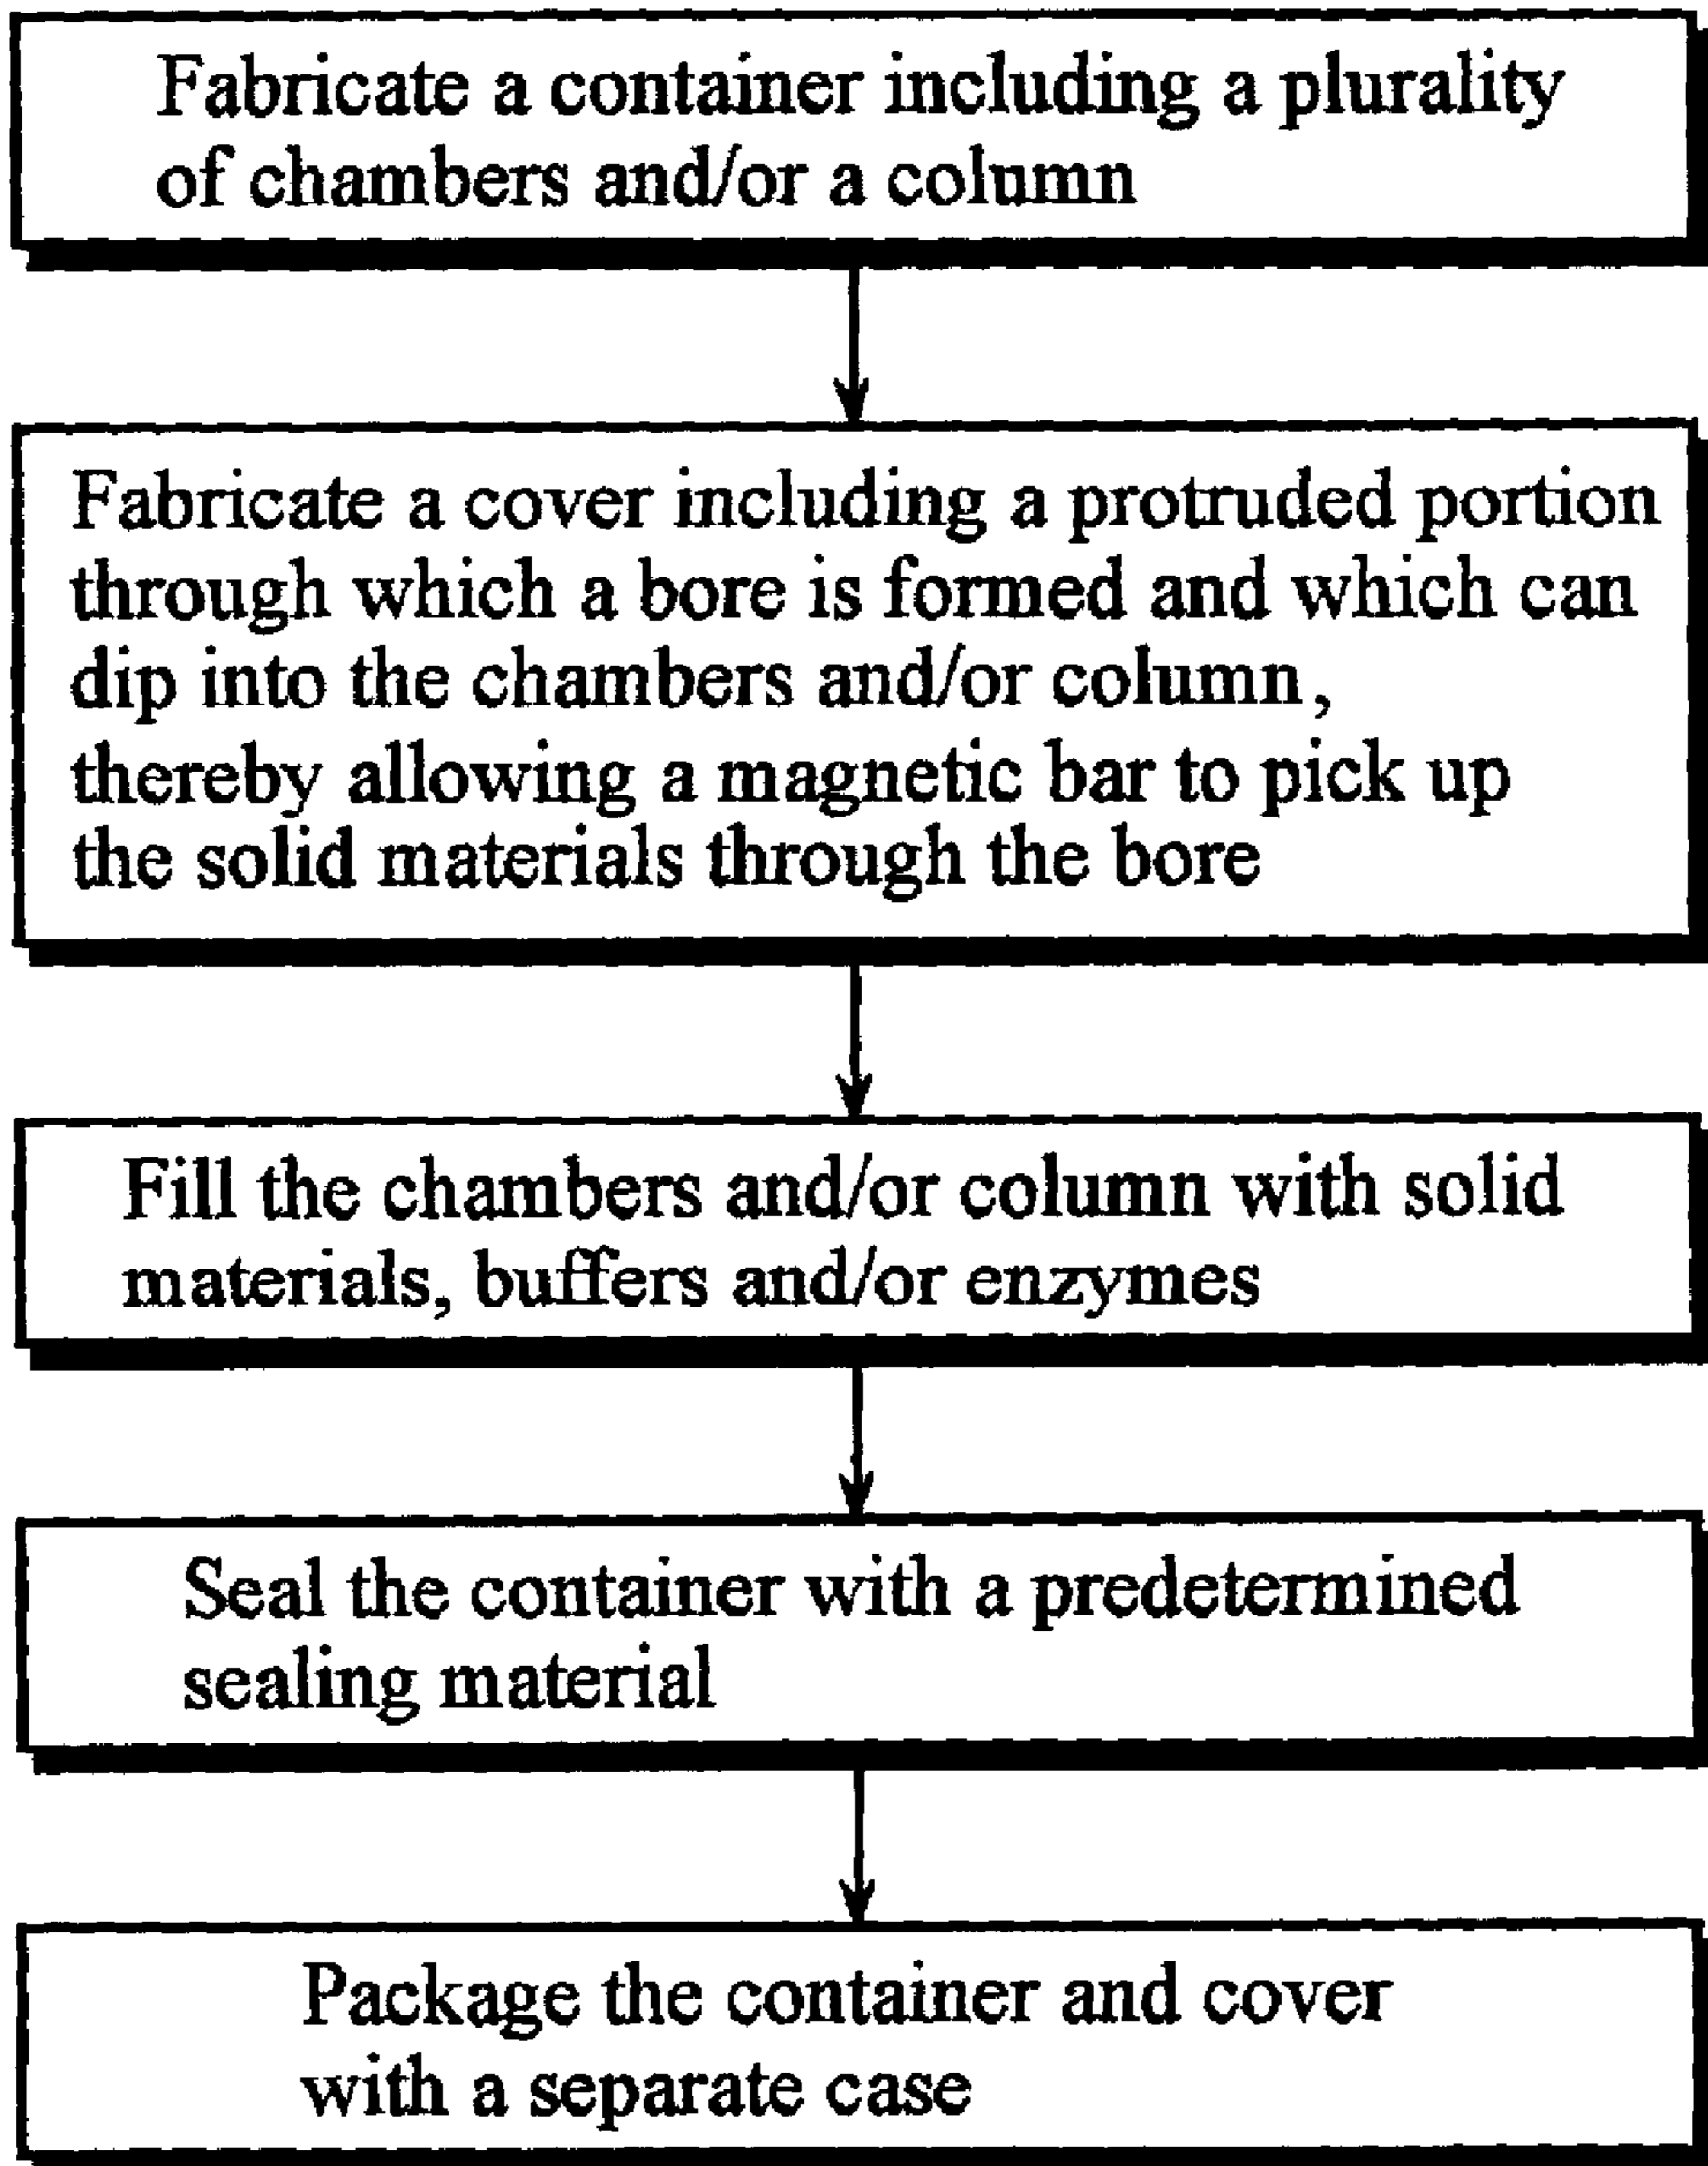 Fabricate a container including a plurality
of chambers and/or a column
Fabricate a cover including a protruded portion
through which a bore is formed and which can
dip into the chambers and/or column,
thereby allowing a magnetic bar to pick up
the solid materials through the bore
Fill the chambers and/or column with solid
materials, buffers and/or enzymes
Seal the container with a predetermined
sealing material
Package the container and cover
with a separate case